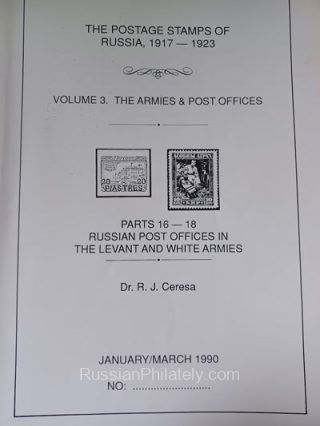 THE POSTAGE STAMPS OF
RUSSIA, 1917 — 1923
VOLUME 3. THE ARMIES & POST OFFICES
20 20
PIASTRES
PARTS 16 — 18
RUSSIAN POST OFFICES IN
THE LEVANT AND WHITE ARMIES
Dr. R. J. Ceresa
JANUARY/MARCH 1990
RussianPhilately.com
NO: ............................